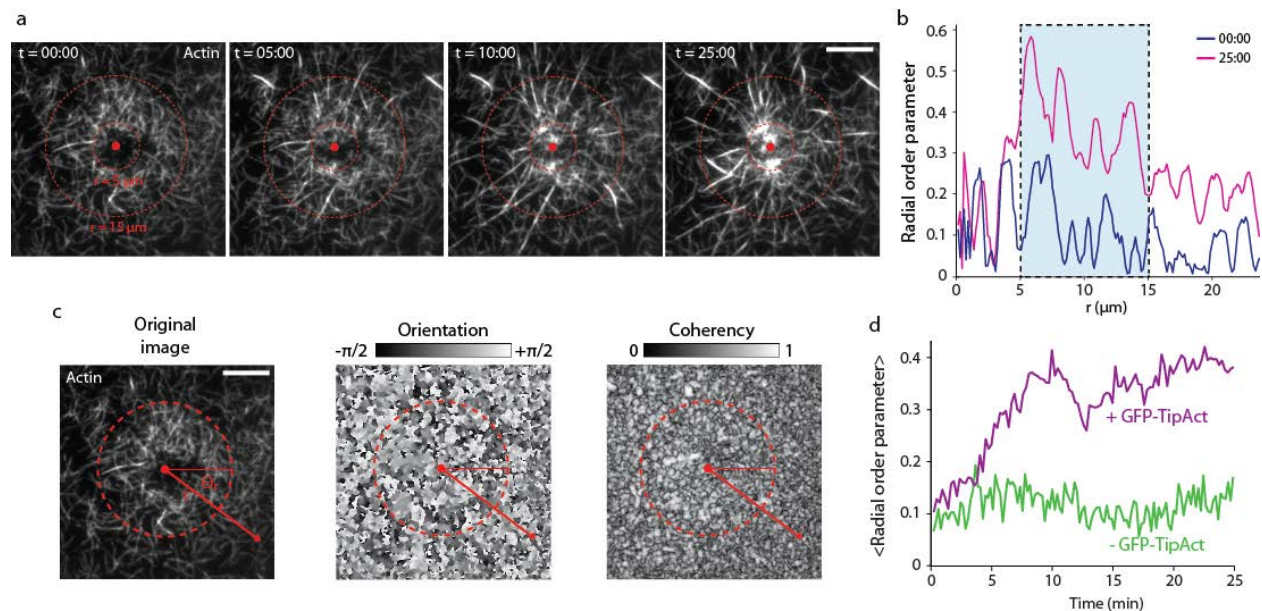 a
t = 00:00
Actin
t = 05:00
t = 10:00
t = 25:00
r = 5 µm
r = 15 µm
b
Radial order parameter
0.6
0.5
0.4
0.3
0.2
0.1
0
00:00
25:00
0
5
10
15
20
r (µm)
c
Original
image
Orientation
Coherency
-π/2
+π/2
0
1
Actin
d
<Radial order parameter>
0.4
0.3
0.2
0.1
0
+ GFP-TipAct
- GFP-TipAct
0
5
10
15
20
25
Time (min)